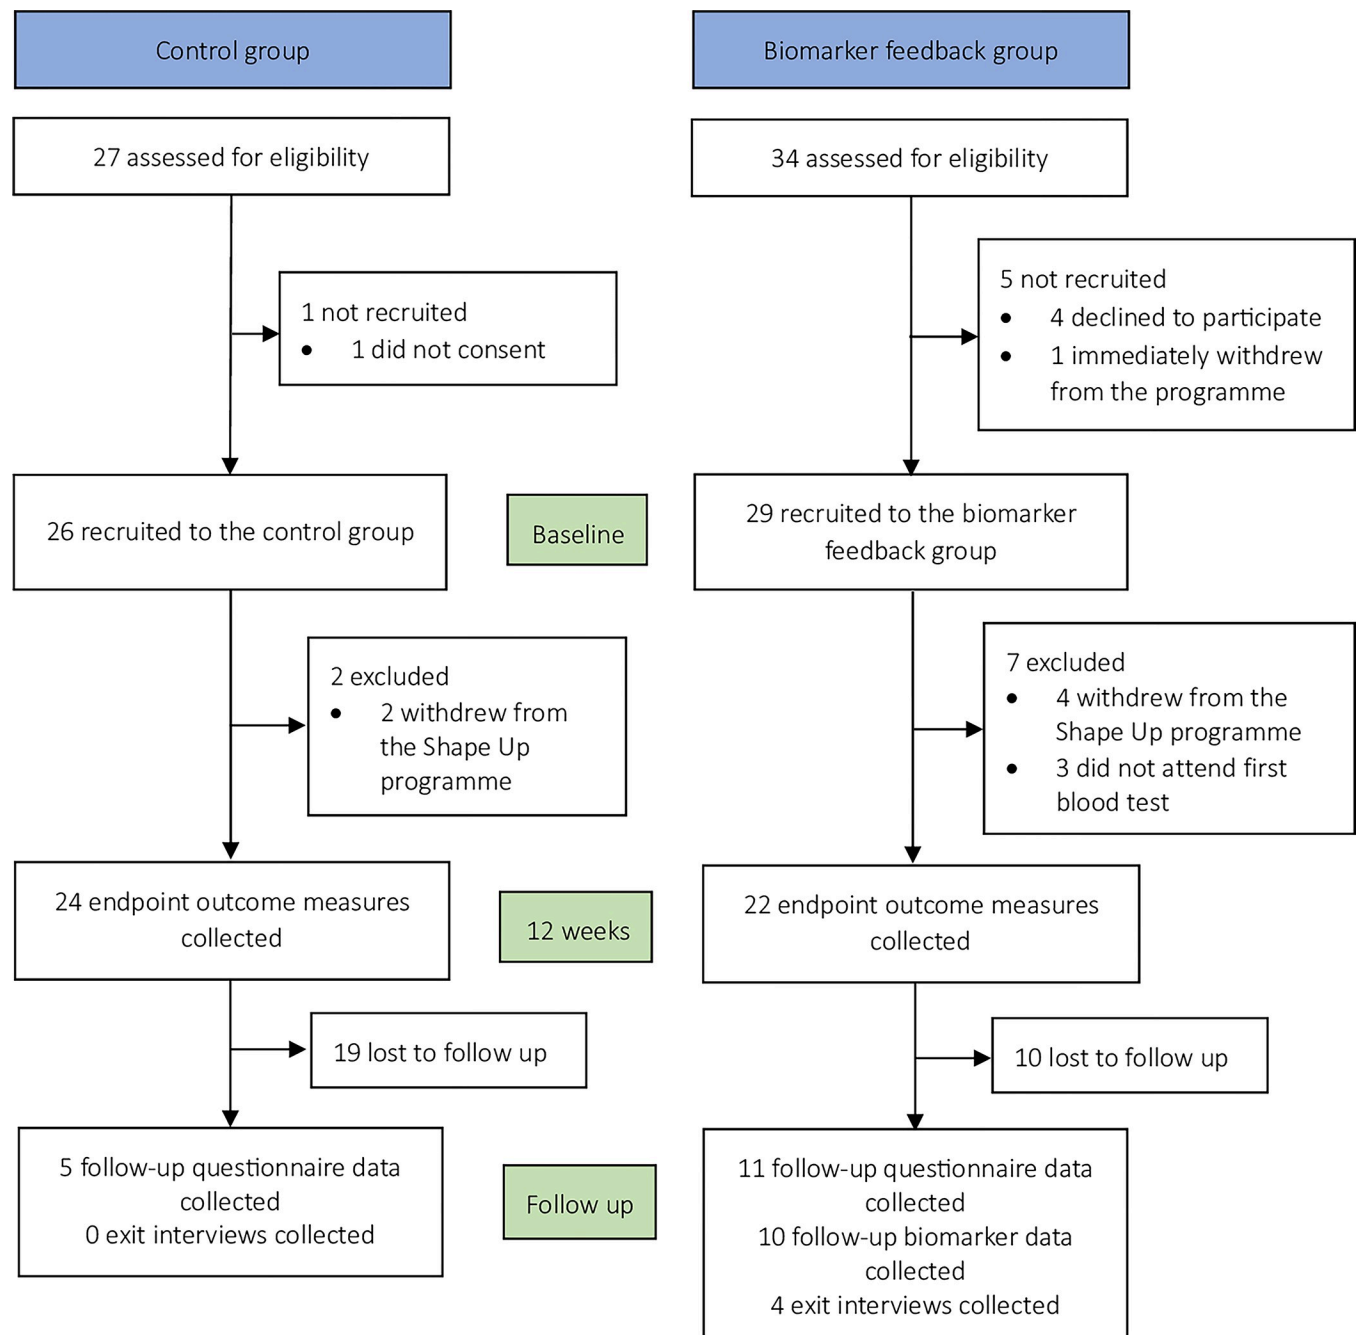 Control group
Biomarker feedback group
27 assessed for eligibility
34 assessed for eligibility
1 not recruited
• 1 did not consent
5 not recruited
• 4 declined to participate
• 1 immediately withdrew
from the programme
26 recruited to the control group
Baseline
29 recruited to the biomarker
feedback group
2 excluded
• 2 withdrew from
the Shape Up
programme
7 excluded
• 4 withdrew from the
Shape Up programme
• 3 did not attend first
blood test
24 endpoint outcome measures
collected
12 weeks
22 endpoint outcome measures
collected
19 lost to follow up
10 lost to follow up
5 follow-up questionnaire data
collected
0 exit interviews collected
Follow up
11 follow-up questionnaire data
collected
10 follow-up biomarker data
collected
4 exit interviews collected